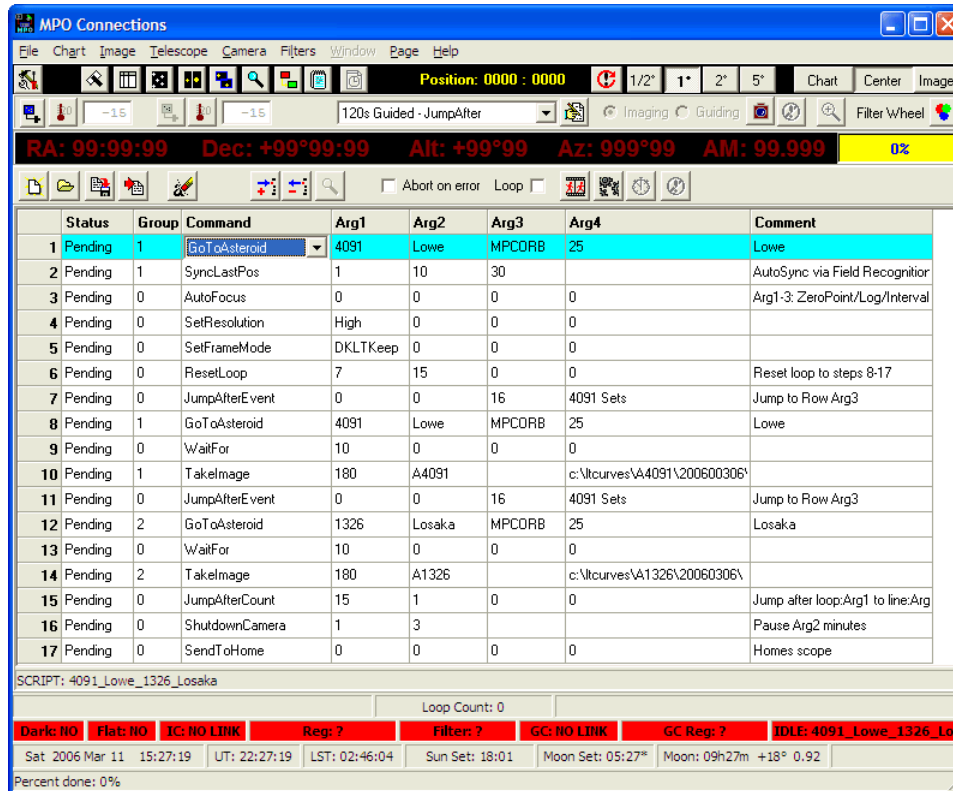 MPO Connections
File Chart Image Telescope Camera Filters Window Page Help
Position: 0000 : 0000 1/2° 1° 2° 5° Chart Center Image
-15 -15 120s Guided - JumpAfter Imaging Guiding Filter Wheel
RA: 99:99:99 Dec: +99°99:99 Alt: +99°99 Az: 999°99 AM: 99.999 0%
Abort on error Loop
Status Group Command Arg1 Arg2 Arg3 Arg4 Comment
1 Pending 1 GoToAsteroid 4091 Lowe MPCORB 25 Lowe
2 Pending 1 SyncLastPos 1 10 30 AutoSync via Field Recognition
3 Pending 0 AutoFocus 0 0 0 0 Arg1-3: ZeroPoint/Log/Interval
4 Pending 0 SetResolution High 0 0 0
5 Pending 0 SetFrameMode DKLTKeep 0 0 0
6 Pending 0 ResetLoop 7 15 0 0 Reset loop to steps 8-17
7 Pending 0 JumpAfterEvent 0 0 16 4091 Sets Jump to Row Arg3
8 Pending 1 GoToAsteroid 4091 Lowe MPCORB 25 Lowe
9 Pending 0 WaitFor 10 0 0 0
10 Pending 1 TakeImage 180 A4091 c:\ltcurves\A4091\200600306\
11 Pending 0 JumpAfterEvent 0 0 16 4091 Sets Jump to Row Arg3
12 Pending 2 GoToAsteroid 1326 Losaka MPCORB 25 Losaka
13 Pending 0 WaitFor 10 0 0 0
14 Pending 2 TakeImage 180 A1326 c:\ltcurves\A1326\20060306\
15 Pending 0 JumpAfterCount 15 1 0 0 Jump after loop:Arg1 to line:Arg
16 Pending 0 ShutdownCamera 1 3 Pause Arg2 minutes
17 Pending 0 SendToHome 0 0 0 0 Homes scope
SCRIPT: 4091_Lowe_1326_Losaka
Loop Count: 0
Dark: NO Flat: NO IC: NO LINK Reg: ? Filter: ? GC: NO LINK GC Reg: ? IDLE: 4091_Lowe_1326_Lo
Sat 2006 Mar 11 15:27:19 UT: 22:27:19 LST: 02:46:04 Sun Set: 18:01 Moon Set: 05:27* Moon: 09h27m +18° 0.92
Percent done: 0%